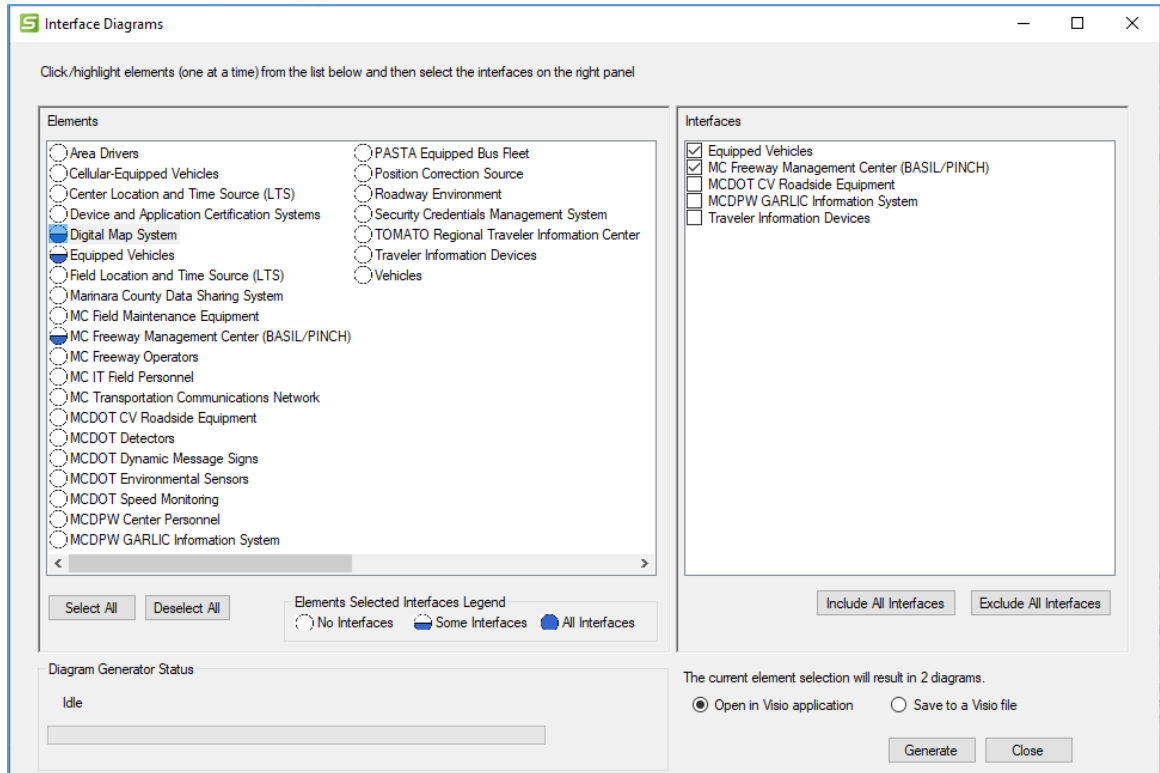 Interface Diagrams
Click/highlight elements (one at a time) from the list below and then select the interfaces on the right panel
Elements
Area Drivers
Cellular-Equipped Vehicles
Center Location and Time Source (LTS)
Device and Application Certification Systems
Digital Map System
Equipped Vehicles
Field Location and Time Source (LTS)
Marinara County Data Sharing System
MC Field Maintenance Equipment
MC Freeway Management Center (BASIL/PINCH)
MC Freeway Operators
MC IT Field Personnel
MC Transportation Communications Network
MCDOT CV Roadside Equipment
MCDOT Detectors
MCDOT Dynamic Message Signs
MCDOT Environmental Sensors
MCDOT Speed Monitoring
MCDPW Center Personnel
MCDPW GARLIC Information System
PASTA Equipped Bus Fleet
Position Correction Source
Roadway Environment
Security Credentials Management System
TOMATO Regional Traveler Information Center
Traveler Information Devices
Vehicles
Select All
Deselect All
Elements Selected Interfaces Legend
No Interfaces
Some Interfaces
All Interfaces
Interfaces
Equipped Vehicles
MC Freeway Management Center (BASIL/PINCH)
MCDOT CV Roadside Equipment
MCDPW GARLIC Information System
Traveler Information Devices
Include All Interfaces
Exclude All Interfaces
Diagram Generator Status
Idle
The current element selection will result in 2 diagrams.
Open in Visio application
Save to a Visio file
Generate
Close